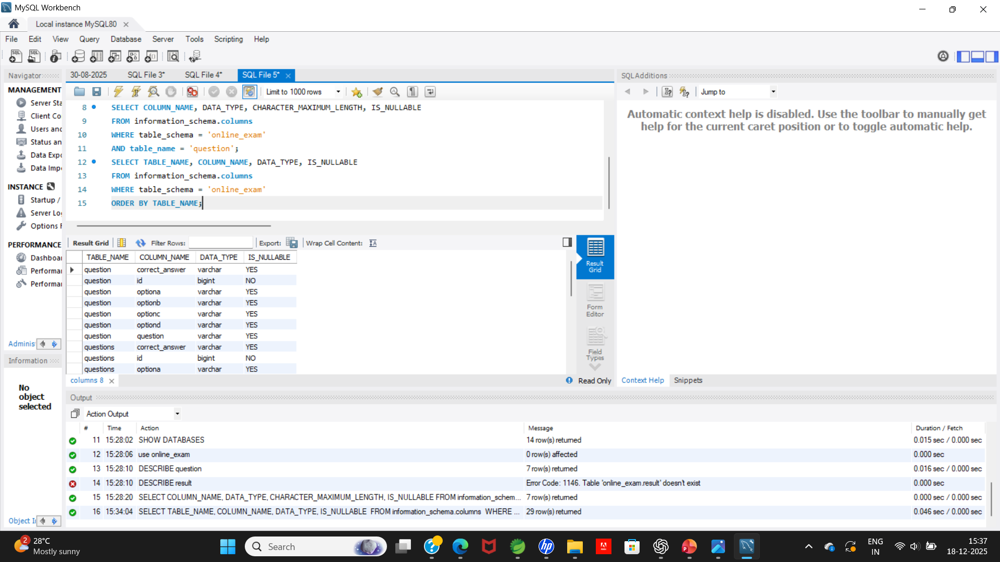 MySQL Workbench
Local instance MySQL80
File Edit View Query Database Server Tools Scripting Help
Navigator
MANAGEMENT
Server Sta
Client Co
Users and
Status an
Data Expo
Data Impo
INSTANCE
Startup /
Server Log
Options F
PERFORMANCE
Dashboar
Performan
Performan
Adminis
Information
No
object
selected
Object In
30-08-2025 SQL File 3* SQL File 4* SQL File 5*
Limit to 1000 rows
8 SELECT COLUMN_NAME, DATA_TYPE, CHARACTER_MAXIMUM_LENGTH, IS_NULLABLE
9 FROM information_schema.columns
10 WHERE table_schema = 'online_exam'
11 AND table_name = 'question';
12 SELECT TABLE_NAME, COLUMN_NAME, DATA_TYPE, IS_NULLABLE
13 FROM information_schema.columns
14 WHERE table_schema = 'online_exam'
15 ORDER BY TABLE_NAME;
Result Grid Filter Rows: Export: Wrap Cell Content:
TABLE_NAME COLUMN_NAME DATA_TYPE IS_NULLABLE
question correct_answer varchar YES
question id bigint NO
question optiona varchar YES
question optionb varchar YES
question optionc varchar YES
question optiond varchar YES
question question varchar YES
questions correct_answer varchar YES
questions id bigint NO
questions optiona varchar YES
Result
Grid
Form
Editor
Field
Types
columns 8
Read Only
SQLAdditions
Jump to
Automatic context help is disabled. Use the toolbar to manually get
help for the current caret position or to toggle automatic help.
Context Help Snippets
Output
Action Output
# Time Action Message Duration / Fetch
11 15:28:02 SHOW DATABASES 14 row(s) returned 0.015 sec / 0.000 sec
12 15:28:06 use online_exam 0 row(s) affected 0.000 sec
13 15:28:10 DESCRIBE question 7 row(s) returned 0.016 sec / 0.000 sec
14 15:28:10 DESCRIBE result Error Code: 1146. Table 'online_exam.result' doesn't exist 0.000 sec
15 15:28:20 SELECT COLUMN_NAME, DATA_TYPE, CHARACTER_MAXIMUM_LENGTH, IS_NULLABLE FROM information_schem... 7 row(s) returned 0.000 sec / 0.000 sec
16 15:34:04 SELECT TABLE_NAME, COLUMN_NAME, DATA_TYPE, IS_NULLABLE FROM information_schema.columns WHERE ... 29 row(s) returned 0.046 sec / 0.000 sec
2
28°C
Mostly sunny
Search
ENG
IN
15:37
18-12-2025